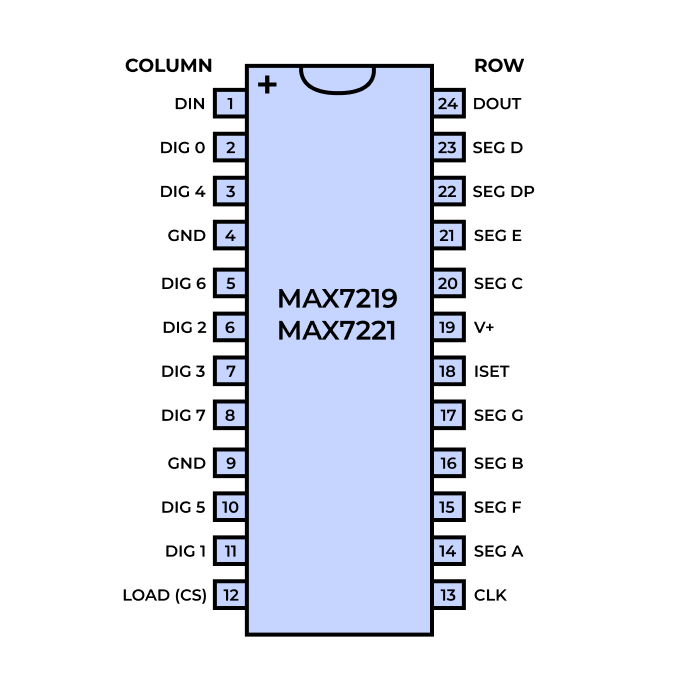 COLUMN ROW
DIN 1 24 DOUT
DIG 0 2 23 SEG D
DIG 4 3 22 SEG DP
GND 4 21 SEG E
DIG 6 5 20 SEG C
MAX7219
DIG 2 6 19 V+
MAX7221
DIG 3 7 18 ISET
DIG 7 8 17 SEG G
GND 9 16 SEG B
DIG 5 10 15 SEG F
DIG 1 11 14 SEG A
LOAD (CS) 12 13 CLK